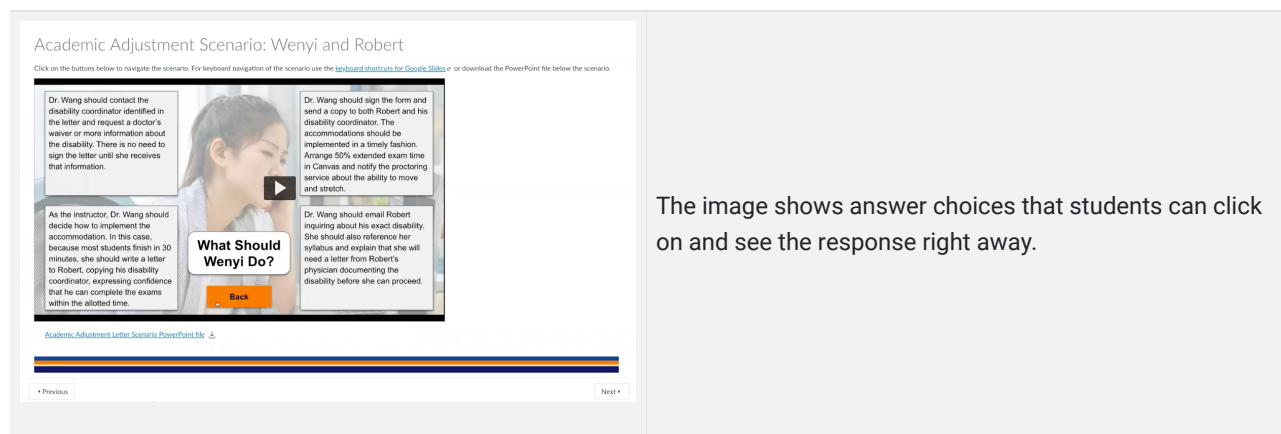 Academic Adjustment Scenario: Wenyi and Robert
Click on the buttons below to navigate the scenario. For keyboard navigation of the scenario use the keyboard shortcuts for Google Slides or download the PowerPoint file below the scenario.
Dr. Wang should contact the
disability coordinator identified in
the letter and request a doctor's
waiver or more information about
the disability. There is no need to
sign the letter until she receives
that information.
Dr. Wang should sign the form and
send a copy to both Robert and his
disability coordinator. The
accommodations should be
implemented in a timely fashion.
Arrange 50% extended exam time
in Canvas and notify the proctoring
service about the ability to move
and stretch.
As the instructor, Dr. Wang should
decide how to implement the
accommodation. In this case,
because most students finish in 30
minutes, she should write a letter
to Robert, copying his disability
coordinator, expressing confidence
that he can complete the exams
within the allotted time.
What Should
Wenyi Do?
Back
Dr. Wang should email Robert
inquiring about his exact disability.
She should also reference her
syllabus and explain that she will
need a letter from Robert's
physician documenting the
disability before she can proceed.
Academic Adjustment Letter Scenario PowerPoint file
Previous
Next
The image shows answer choices that students can click
on and see the response right away.